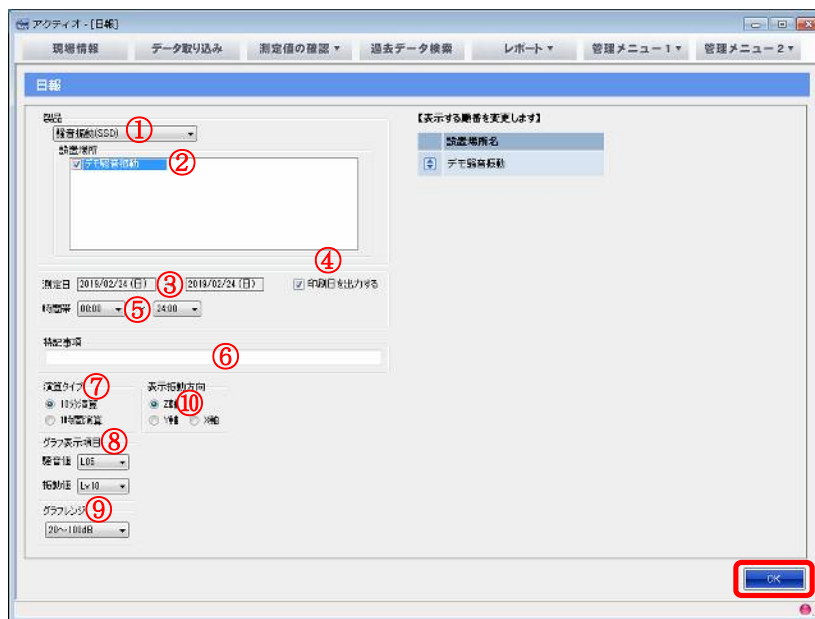 アクティオ - [日報]
現場情報 データ取り込み 測定値の確認▼ 過去データ検索 レポート▼ 管理メニュー1▼ 管理メニュー2▼
日報
製品
騒音振動(SSD) ①
設置場所
デモ騒音振動 ②
【表示する順番を変更します】
設置場所名
デモ騒音振動
④
測定日 2019/02/24(日) ③ 2019/02/24(日) 印刷日を出力する
時間帯 00:00 ⑤ 24:00
特記事項
⑥
演算タイプ ⑦ 表示振動方向
10分演算 Z軸 ⑩
1時間演算 Y軸 X軸
グラフ表示項目 ⑧
騒音値 L05
振動値 Lv10
グラフレンジ ⑨
20～100dB
OK